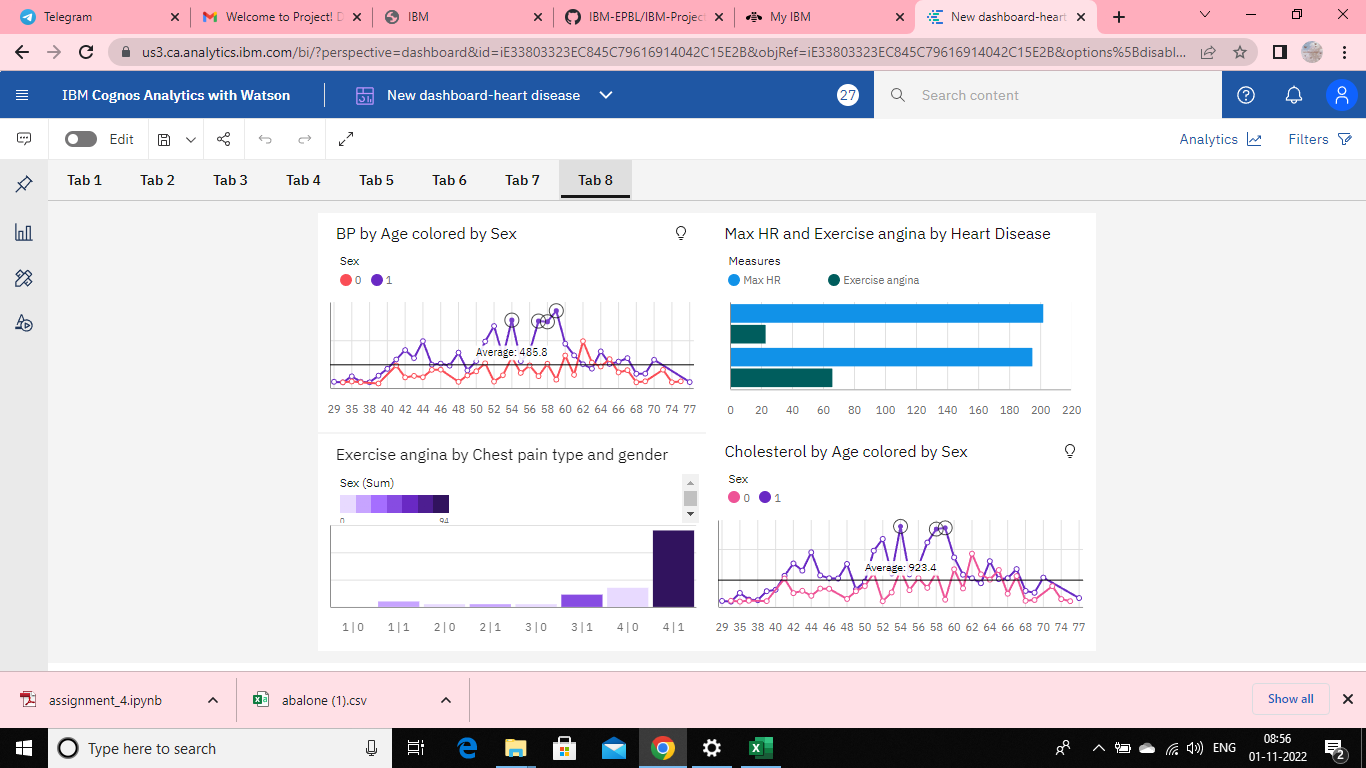 Telegram
Welcome to Project! D
IBM
IBM-EPBL/IBM-Project
My IBM
New dashboard-heart
us3.ca.analytics.ibm.com/bi/?perspective=dashboard&id=iE33803323EC845C79616914042C15E2B&objRef=iE33803323EC845C79616914042C15E2B&options%5Bdisabl...
IBM Cognos Analytics with Watson
New dashboard-heart disease
27
Search content
Edit
Analytics
Filters
Tab 1 Tab 2 Tab 3 Tab 4 Tab 5 Tab 6 Tab 7 Tab 8
BP by Age colored by Sex
Sex
0 1
Average: 485.8
29 35 38 40 42 44 46 48 50 52 54 56 58 60 62 64 66 68 70 74 77
Max HR and Exercise angina by Heart Disease
Measures
Max HR Exercise angina
0 20 40 60 80 100 120 140 160 180 200 220
Exercise angina by Chest pain type and gender
Sex (Sum)
0 94
1 | 0 1 | 1 2 | 0 2 | 1 3 | 0 3 | 1 4 | 0 4 | 1
Cholesterol by Age colored by Sex
Sex
0 1
Average: 923.4
29 35 38 40 42 44 46 48 50 52 54 56 58 60 62 64 66 68 70 74 77
assignment_4.ipynb
abalone (1).csv
Show all
Type here to search
ENG
08:56
01-11-2022
2